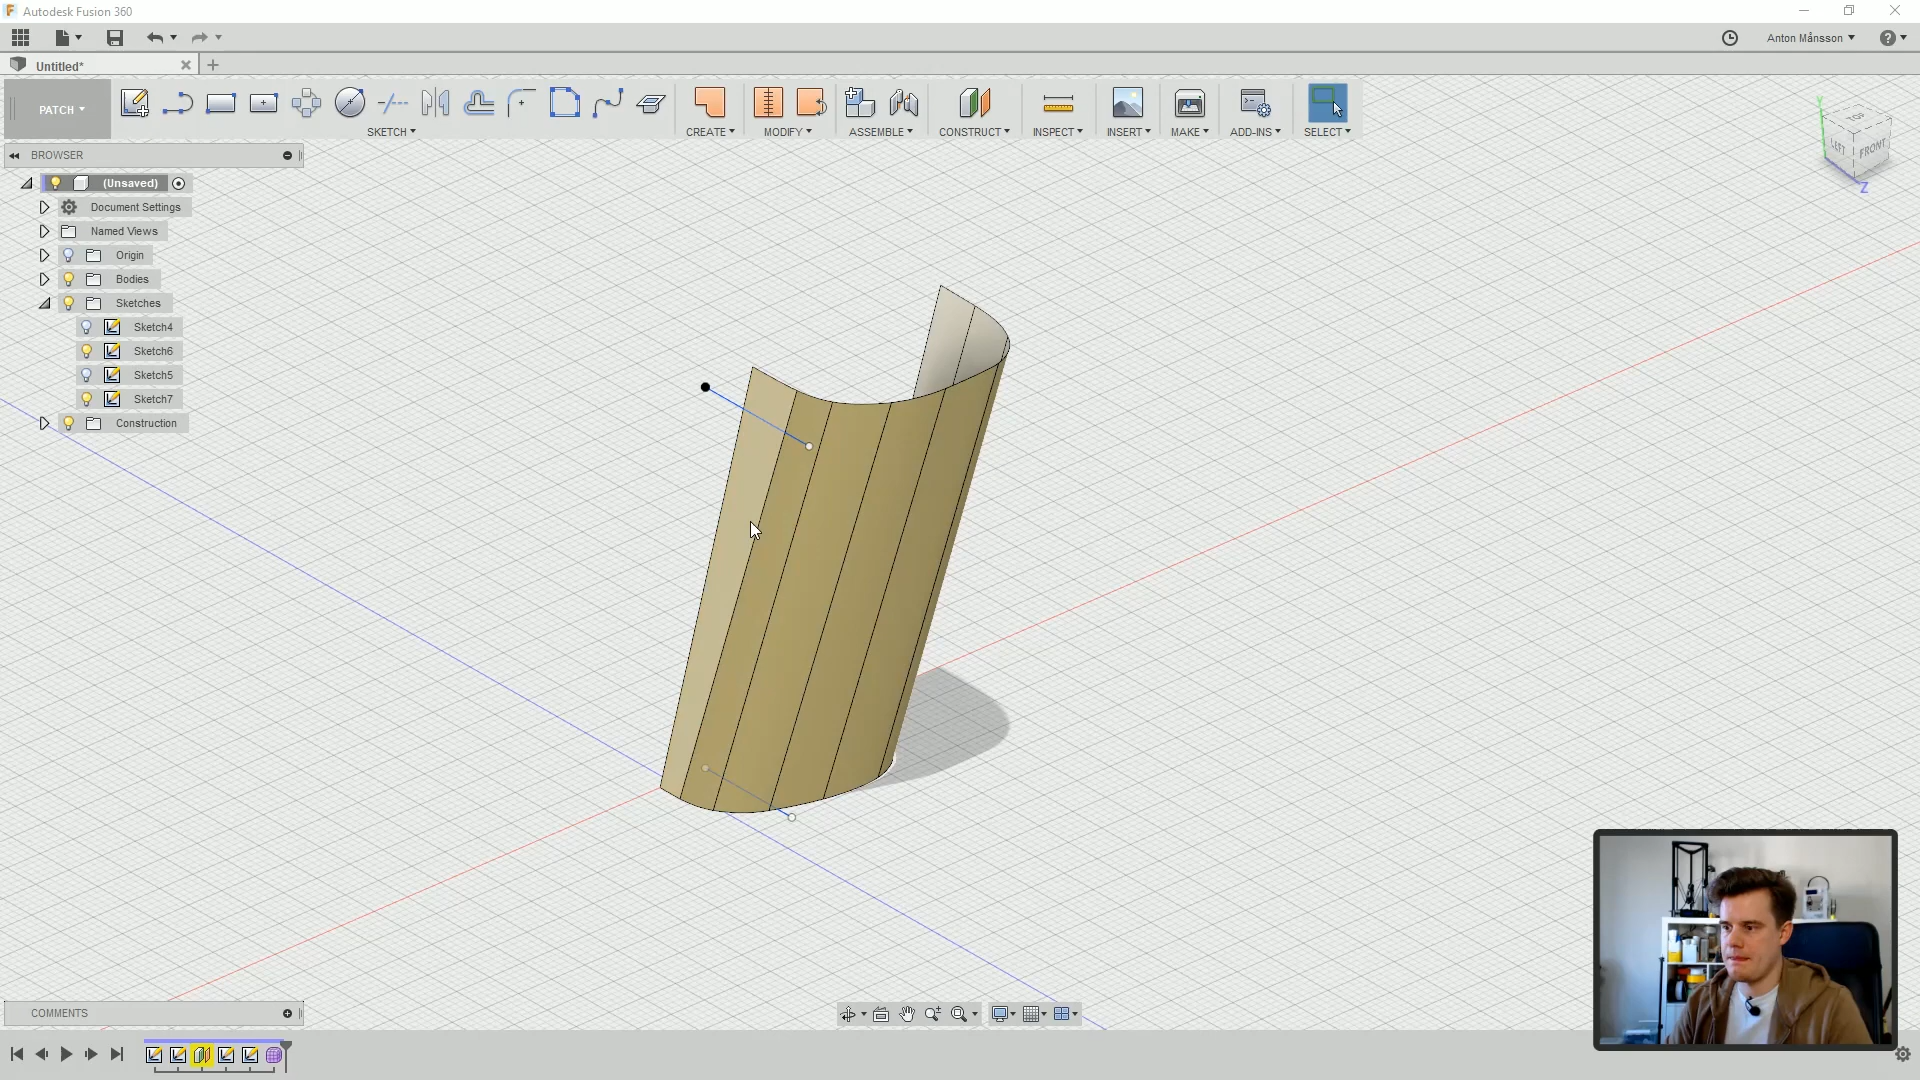 Autodesk Fusion 360
Anton Månsson
Untitled*
PATCH
SKETCH
CREATE
MODIFY
ASSEMBLE
CONSTRUCT
INSPECT
INSERT
MAKE
ADD-INS
SELECT
Y
TOP
LEFT
FRONT
Z
BROWSER
(Unsaved)
Document Settings
Named Views
Origin
Bodies
Sketches
Sketch4
Sketch6
Sketch5
Sketch7
Construction
COMMENTS